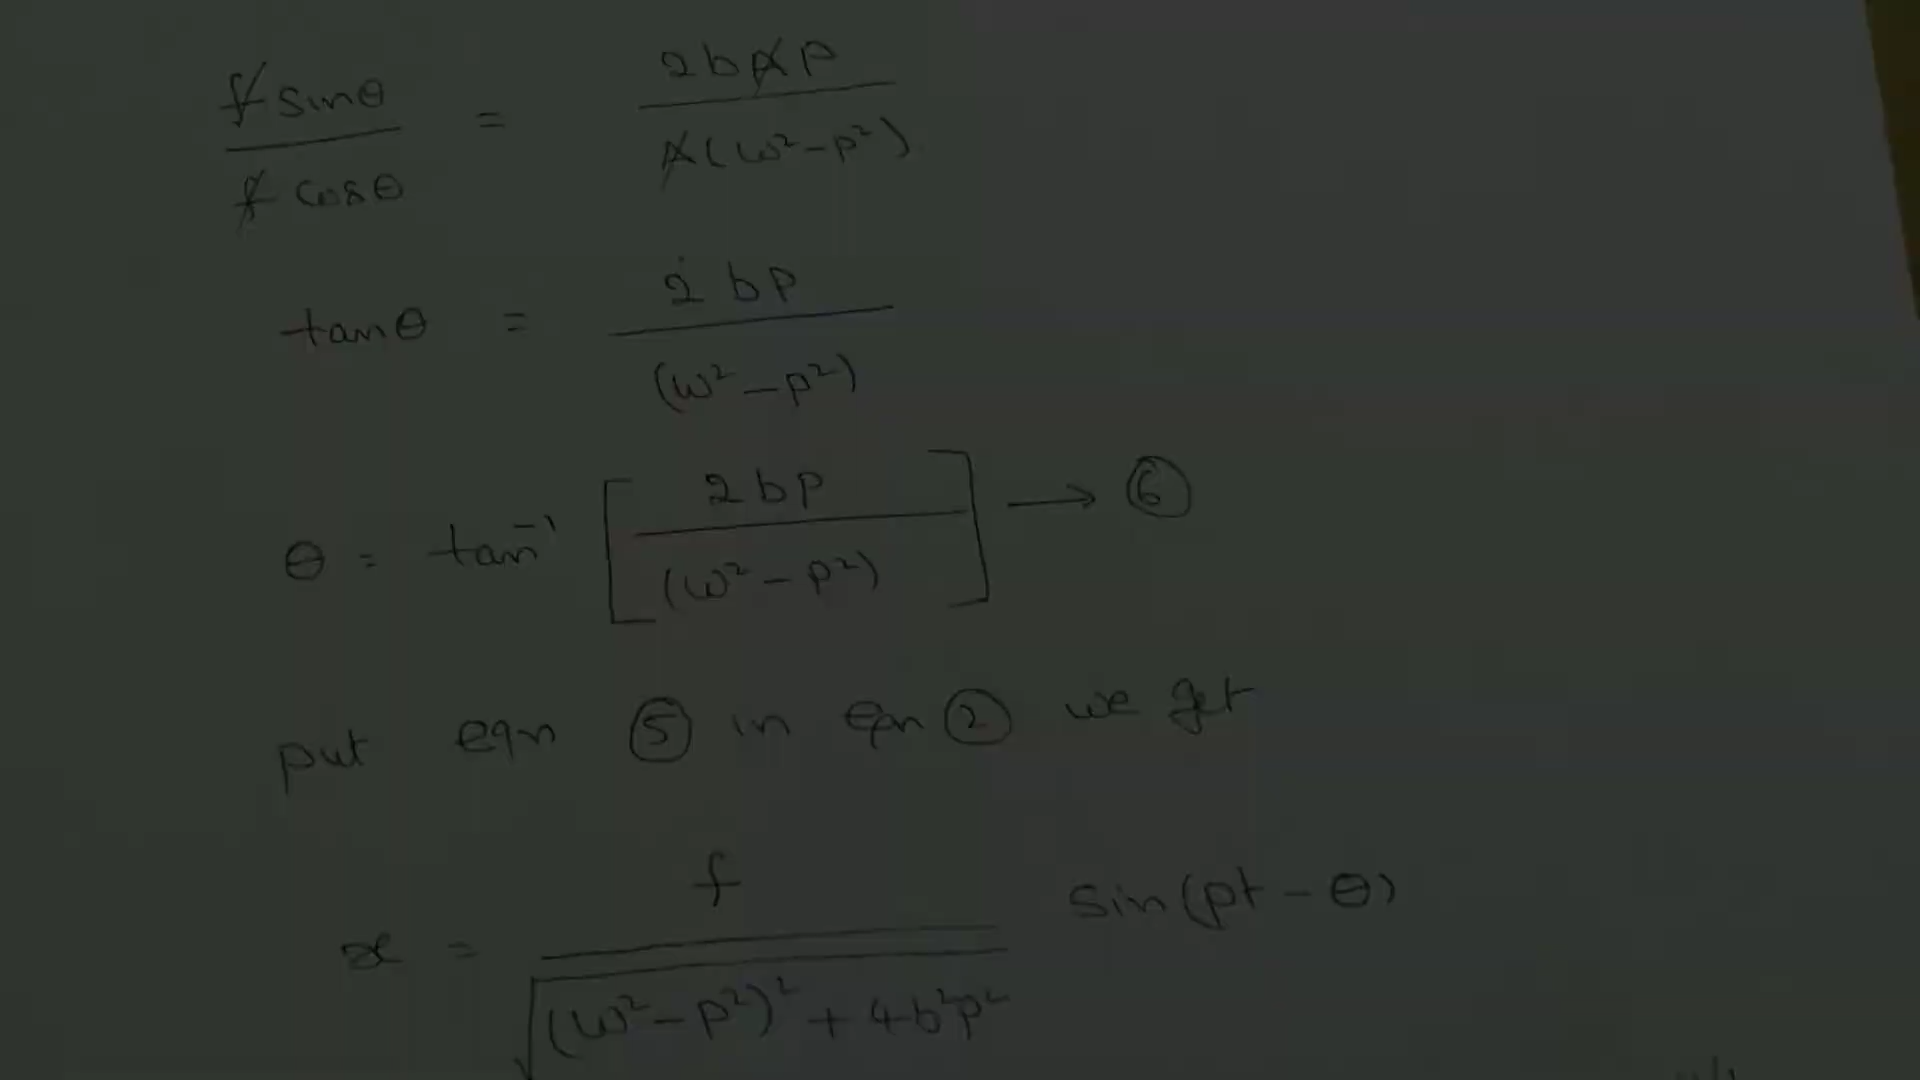 f sinθ / f cosθ = 2bAp / A(ω²-p²)
tanθ = 2bp / (ω²-p²)
θ = tan⁻¹ [2bp / (ω²-p²)] → ⑥
put eqn ⑤ in eqn ② we get
x = f / √(ω²-p²)² + 4b²p² sin(pt-θ)